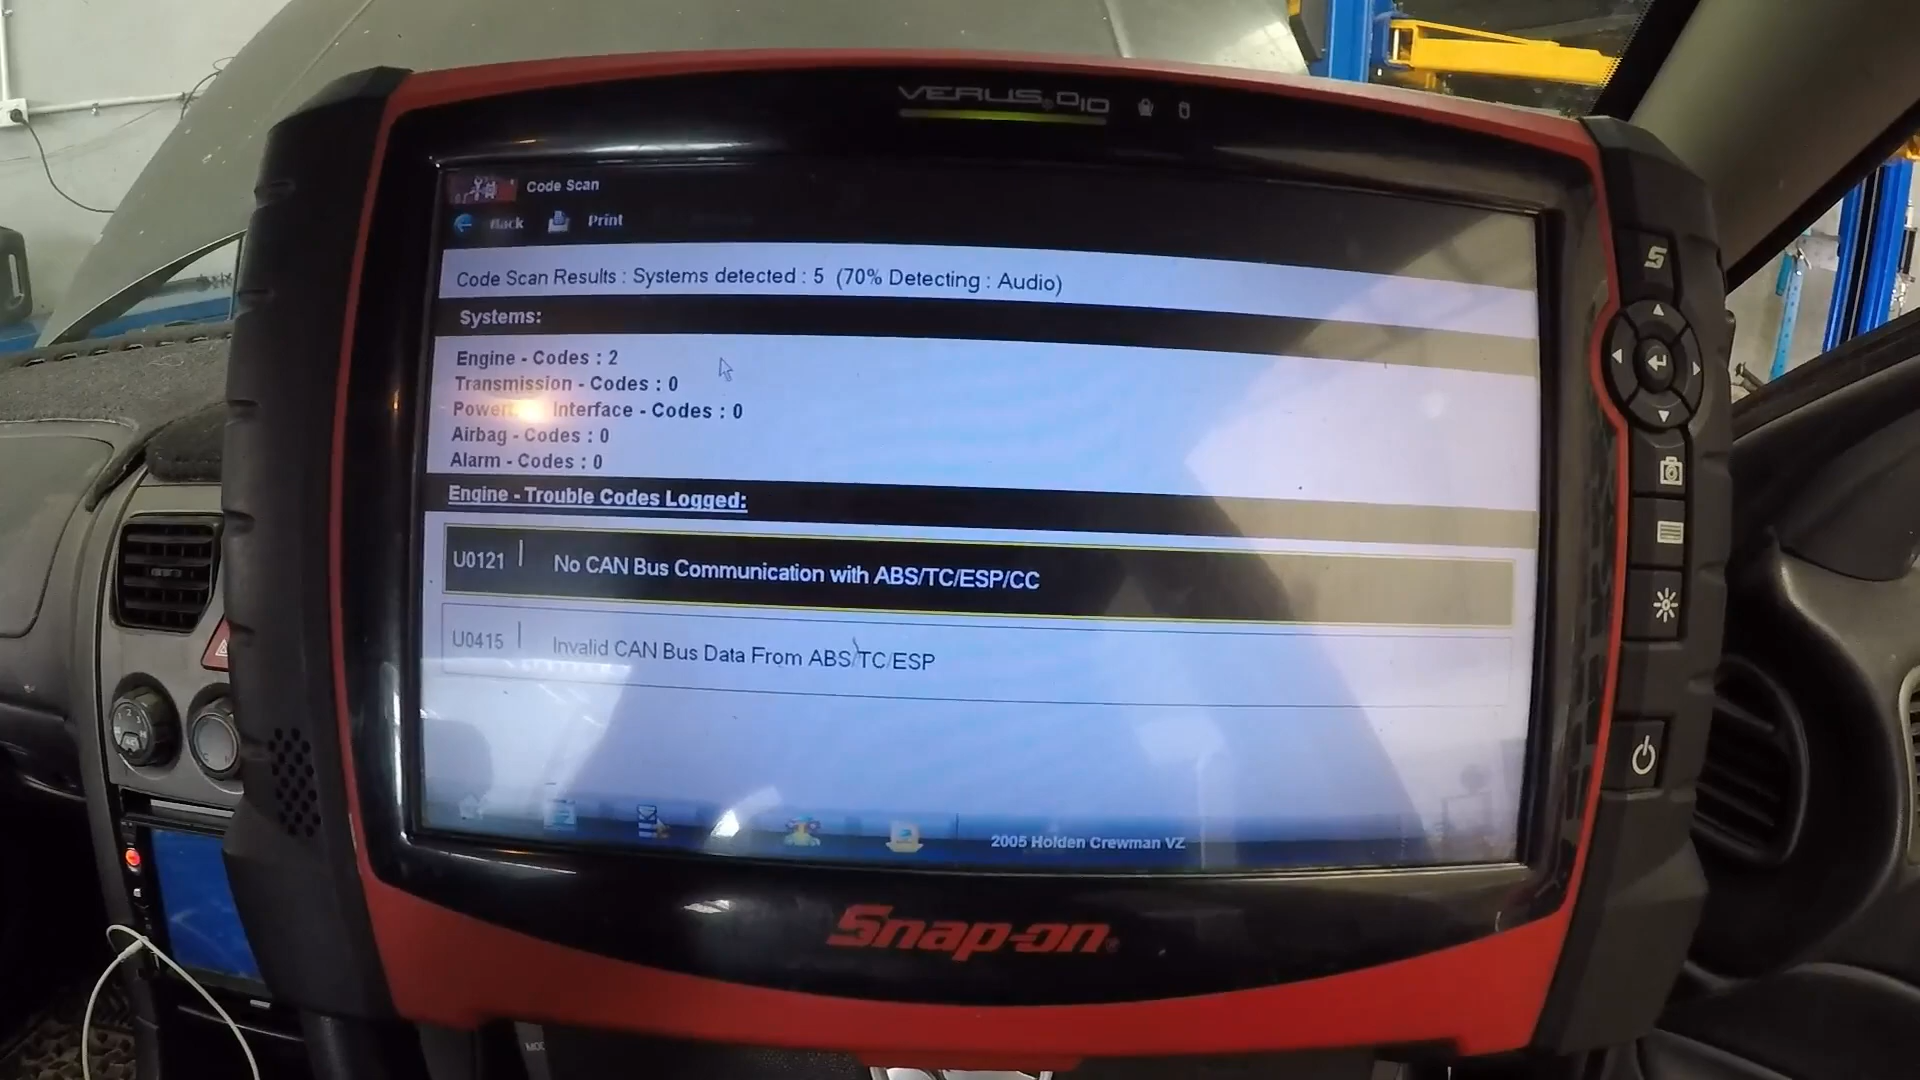 VERUS® D10
Code Scan
Back Print
Code Scan Results : Systems detected : 5 (70% Detecting : Audio)
Systems:
Engine - Codes : 2
Transmission - Codes : 0
Interface - Codes : 0
Airbag - Codes : 0
Alarm - Codes : 0
Engine - Trouble Codes Logged:
U0121 | No CAN Bus Communication with ABS/TC/ESP/CC
U0415 | Invalid CAN Bus Data From ABS/TC/ESP
2005 Holden Crewman VZ
Snap-on®
S